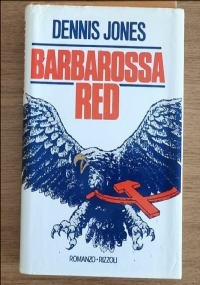 DENNIS JONES
BARBAROSSA
RED
ROMANZO · RIZZOLI